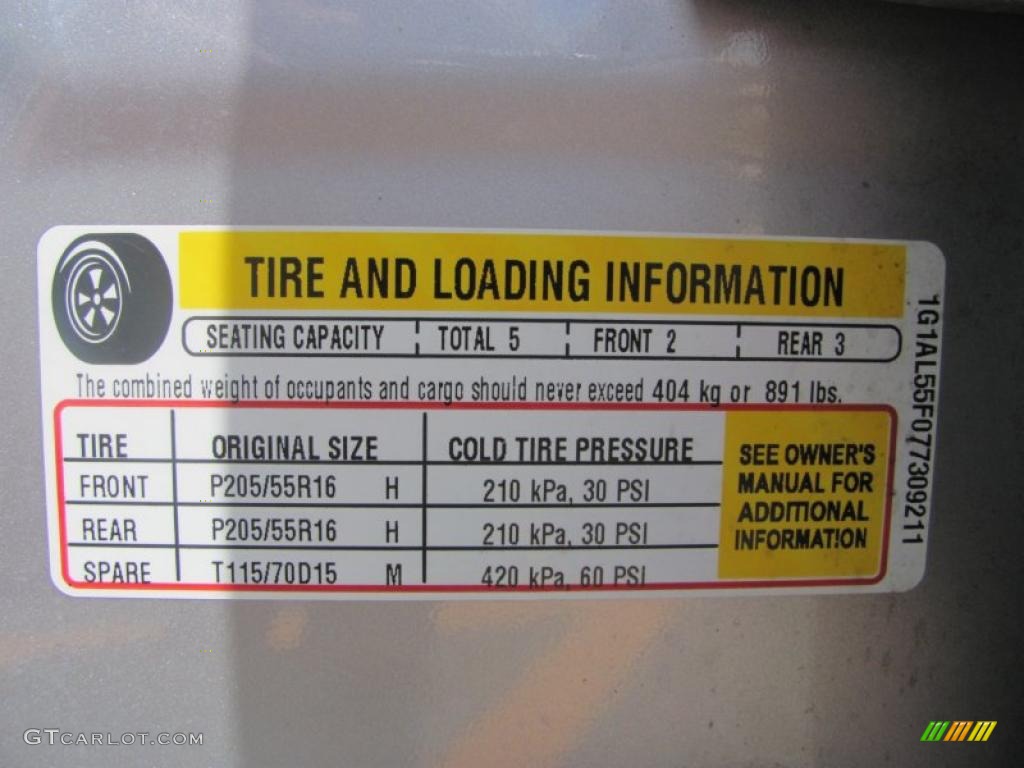 TIRE AND LOADING INFORMATION
SEATING CAPACITY TOTAL 5 FRONT 2 REAR 3
The combined weight of occupants and cargo should never exceed 404 kg or 891 lbs.
TIRE ORIGINAL SIZE COLD TIRE PRESSURE
FRONT P205/55R16 H 210 kPa, 30 PSI
REAR P205/55R16 H 210 kPa, 30 PSI
SPARE T115/70D15 M 420 kPa, 60 PSI
SEE OWNER'S
MANUAL FOR
ADDITIONAL
INFORMATION
1G1AL55F077309211
GTCARLOT.COM